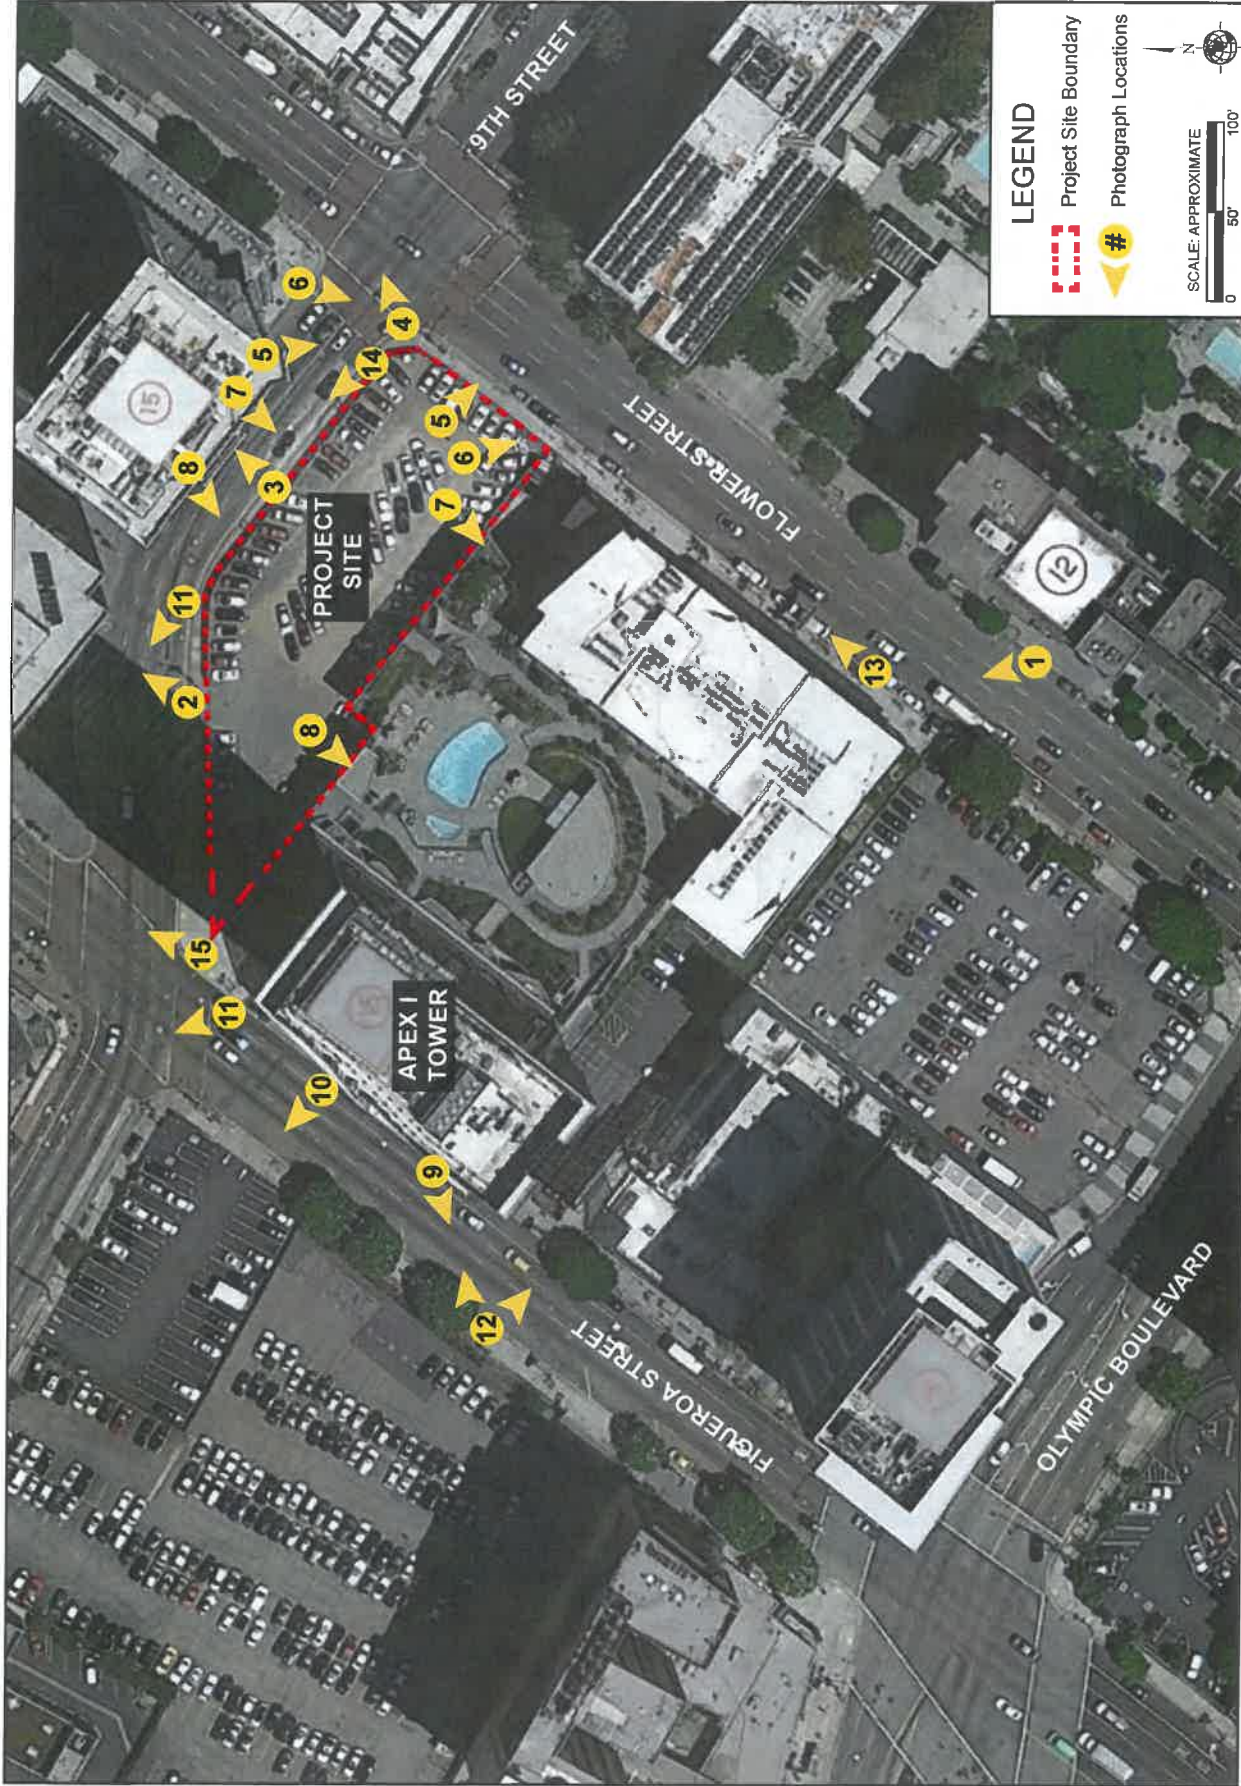 11
2
8
15
11
7
5
3
6
8
10
15
PROJECT
SITE
14
4
APEX I
TOWER
9
5
7
6
12
9TH STREET
FIGUEROA STREET
FLOWER STREET
13
1
12
OLYMPIC BOULEVARD
LEGEND
Project Site Boundary
# Photograph Locations
N
SCALE: APPROXIMATE
0 50' 100'